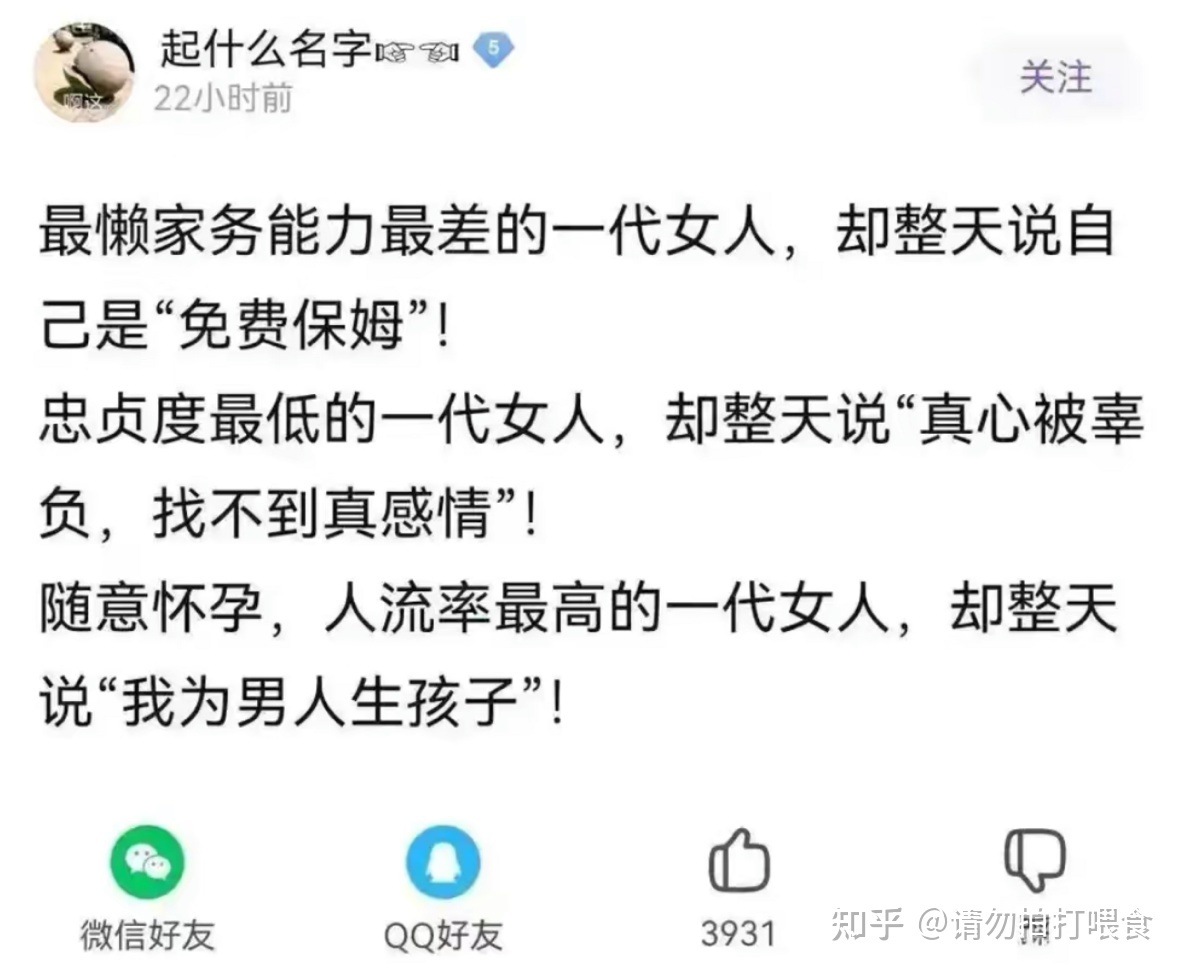 起什么名字👉👈 5
22小时前
关注
啊这
最懒家务能力最差的一代女人，却整天说自
己是“免费保姆”！
忠贞度最低的一代女人，却整天说“真心被辜
负，找不到真感情”！
随意怀孕，人流率最高的一代女人，却整天
说“我为男人生孩子”！
微信好友
QQ好友
3931
踩
知乎 @请勿拍打喂食